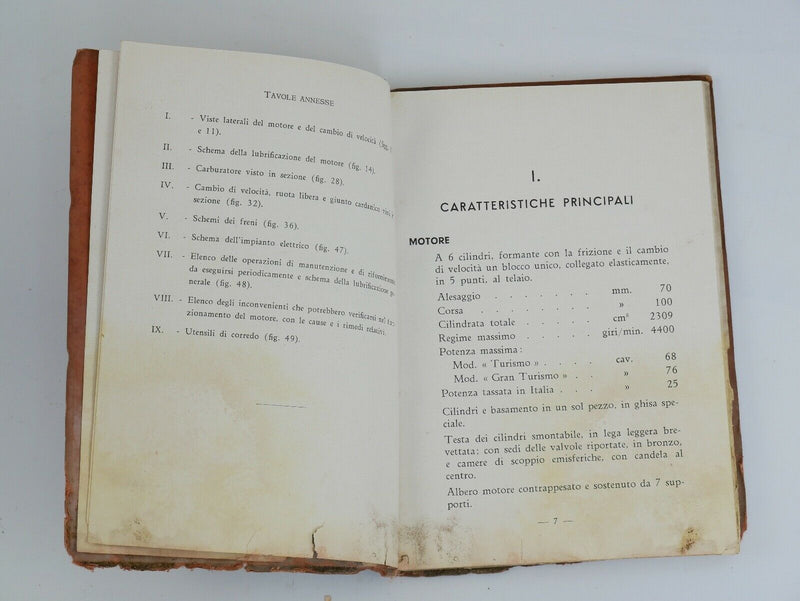 TAVOLE ANNESSE
I. - Viste laterali del motore e del cambio di velocità (fig.
e 11).
II. - Schema della lubrificazione del motore (fig. 14).
III. - Carburatore visto in sezione (fig. 28).
IV. - Cambio di velocità, ruota libera e giunto cardanico
sezione (fig. 32).
V. - Schemi dei freni (fig. 36).
VI. - Schema dell'impianto elettrico (fig. 47).
VII. - Elenco delle operazioni di manutenzione e di rifornimento
da eseguirsi periodicamente e schema della lubrificazione
nerale (fig. 48).
VIII. - Elenco degli inconvenienti che potrebbero verificarsi nel
zionamento del motore, con le cause e i rimedi relativi.
IX. - Utensili di corredo (fig. 49).
I.
CARATTERISTICHE PRINCIPALI
MOTORE
A 6 cilindri, formante con la frizione e il cambio
di velocità un blocco unico, collegato elasticamente,
in 5 punti, al telaio.
Alesaggio . . . . . . . mm. 70
Corsa . . . . . . . . » 100
Cilindrata totale . . . . . cm³ 2309
Regime massimo . . . . . giri/min. 4400
Potenza massima:
Mod. « Turismo » . . . . cav. 68
Mod. « Gran Turismo » . . » 76
Potenza tassata in Italia . . . » 25
Cilindri e basamento in un sol pezzo, in ghisa spe-
ciale.
Testa dei cilindri smontabile, in lega leggera bre-
vettata; con sedi delle valvole riportate, in bronzo,
e camere di scoppio emisferiche, con candela al
centro.
Albero motore contrappesato e sostenuto da 7 sup-
porti.
— 7 —